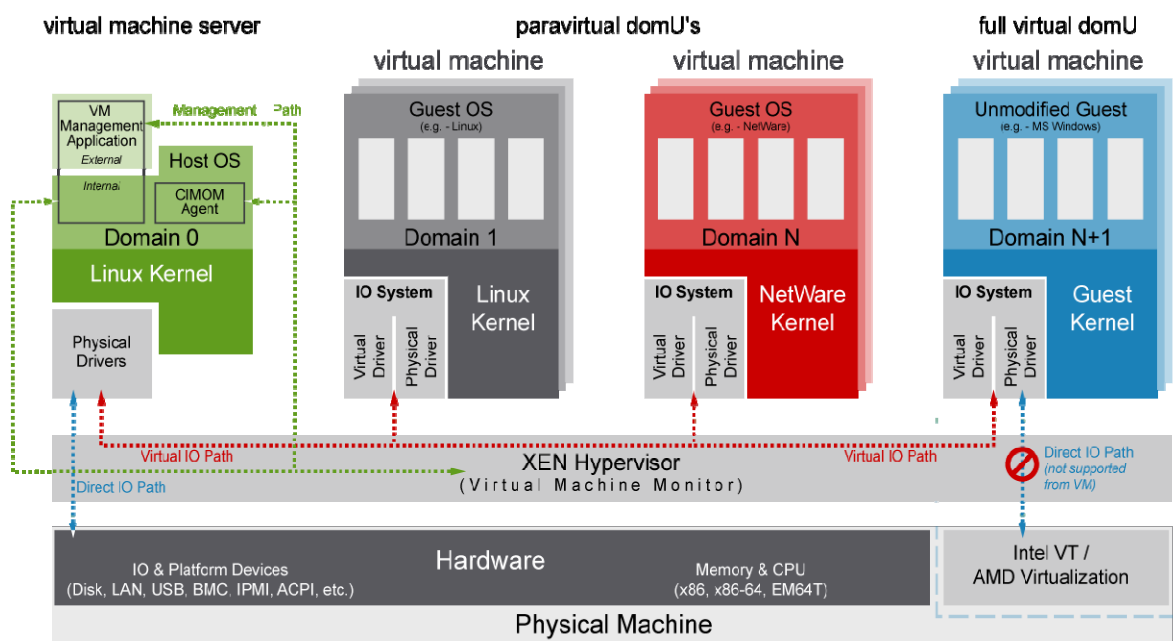 virtual machine server
paravirtual domU's
full virtual domU
virtual machine
virtual machine
virtual machine
Management Path
VM
Management
Application
External
Internal
Host OS
CIMOM
Agent
Domain 0
Linux Kernel
Physical
Drivers
Guest OS
(e.g. - Linux)
Domain 1
IO System
Virtual
Driver
Physical
Driver
Linux
Kernel
Guest OS
(e.g. - NetWare)
Domain N
IO System
Virtual
Driver
Physical
Driver
NetWare
Kernel
Unmodified Guest
(e.g. - MS Windows)
Domain N+1
IO System
Virtual
Driver
Physical
Driver
Guest
Kernel
Virtual IO Path
Direct IO Path
XEN Hypervisor
(Virtual Machine Monitor)
Virtual IO Path
Direct IO Path
(not supported
from VM)
Hardware
IO & Platform Devices
(Disk, LAN, USB, BMC, IPMI, ACPI, etc.)
Memory & CPU
(x86, x86-64, EM64T)
Intel VT /
AMD Virtualization
Physical Machine